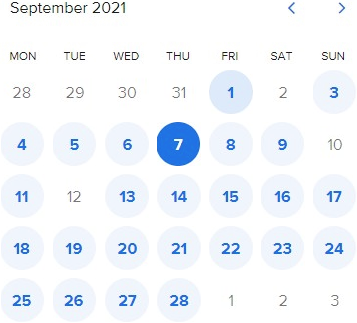 September 2021
MON TUE WED THU FRI SAT SUN
28 29 30 31 1 2 3
4 5 6 7 8 9 10
11 12 13 14 15 16 17
18 19 20 21 22 23 24
25 26 27 28 1 2 3